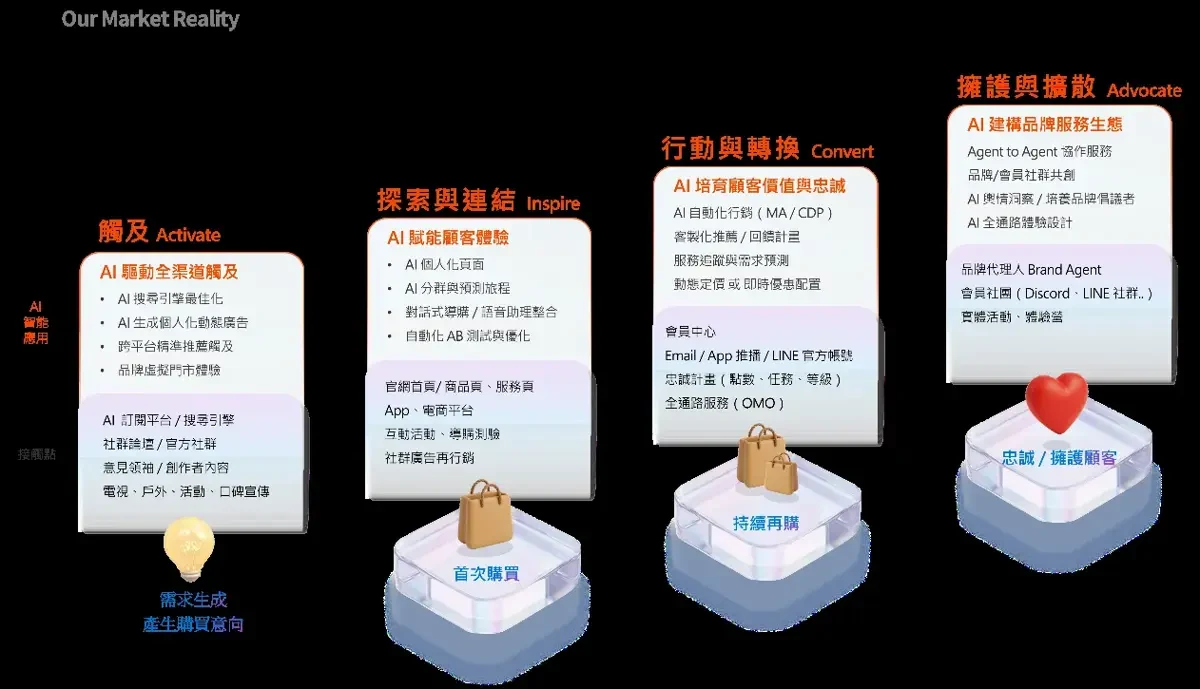 Our Market Reality
觸及 Activate
AI 驅動全渠道觸及
• AI 搜尋引擎最佳化
• AI 生成個人化動態廣告
• 跨平台精準推薦觸及
• 品牌虛擬門市體驗
AI 訂閱平台 / 搜尋引擎
社群論壇 / 官方社群
意見領袖 / 創作者內容
電視、戶外、活動、口碑宣傳
需求生成
產生購買意向
AI
智能
應用
接觸點
探索與連結 Inspire
AI 賦能顧客體驗
• AI 個人化頁面
• AI 分群與預測旅程
• 對話式導購 / 語音助理整合
• 自動化 AB 測試與優化
官網首頁/ 商品頁、服務頁
App、電商平台
互動活動、導購測驗
社群廣告再行銷
首次購買
行動與轉換 Convert
AI 培育顧客價值與忠誠
AI 自動化行銷（MA / CDP）
客製化推薦 / 回饋計畫
服務追蹤與需求預測
動態定價 或 即時優惠配置
會員中心
Email / App 推播 / LINE 官方帳號
忠誠計畫（點數、任務、等級）
全通路服務（OMO）
持續再購
擁護與擴散 Advocate
AI 建構品牌服務生態
Agent to Agent 協作服務
品牌/會員社群共創
AI 輿情洞察 / 培養品牌倡議者
AI 全通路體驗設計
品牌代理人 Brand Agent
會員社團（Discord、LINE 社群..）
實體活動、體驗營
忠誠 / 擁護顧客